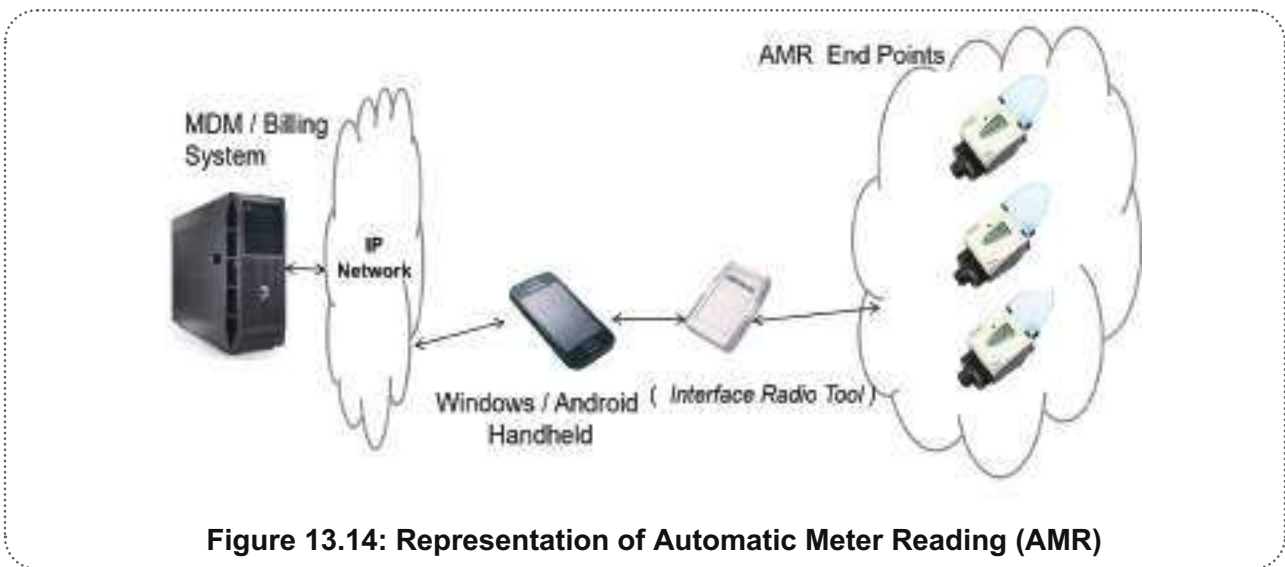 AMR End Points
MDM / Billing
System
IP
Network
Windows / Android
Handheld
( Interface Radio Tool )
Figure 13.14: Representation of Automatic Meter Reading (AMR)